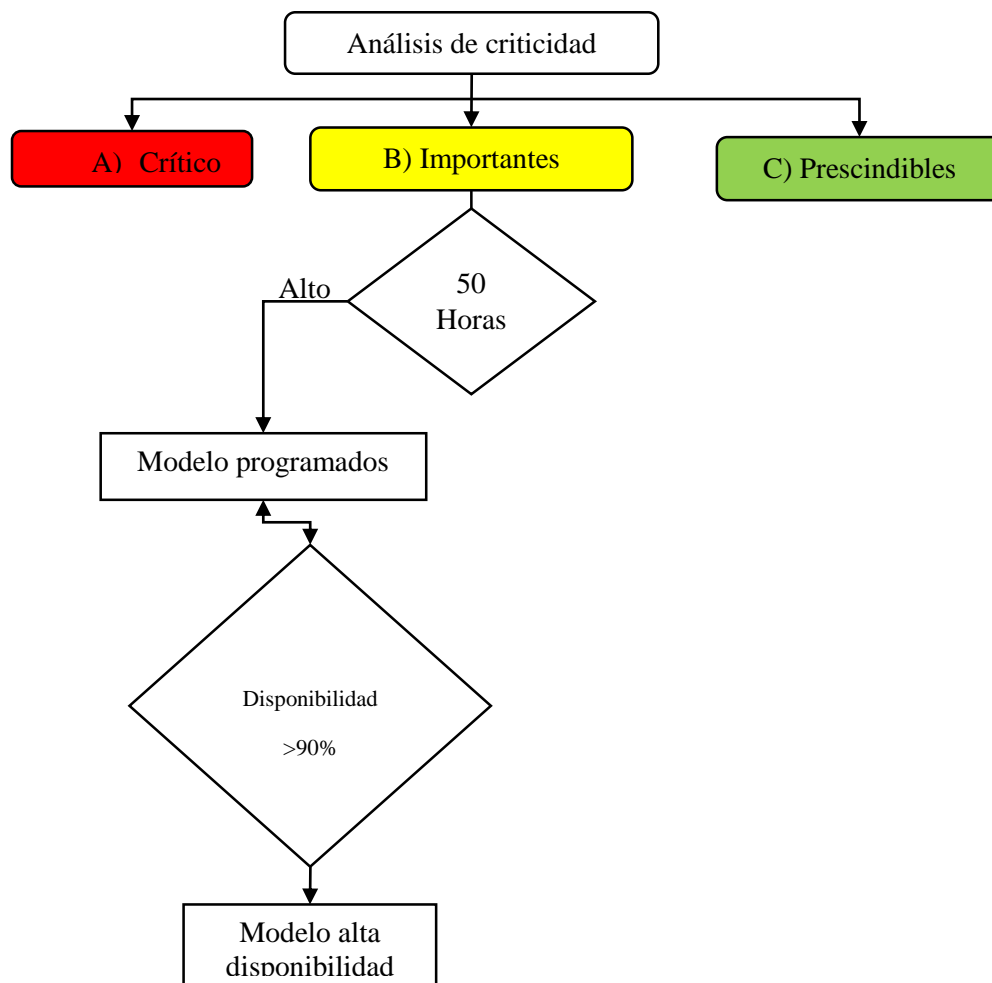 Análisis de criticidad
A) Crítico
B) Importantes
C) Prescindibles
50
Horas
Alto
Modelo programados
Disponibilidad
>90%
Modelo alta
disponibilidad